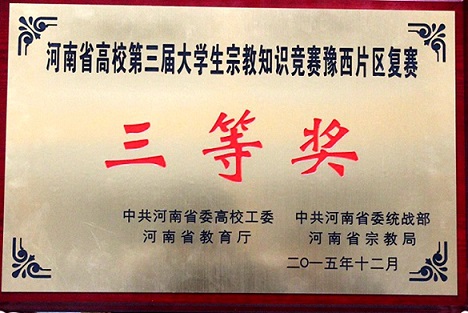 河南省高校第三届大学生宗教知识竞赛豫西片区复赛
三等奖
中共河南省委高校工委 中共河南省委统战部
河南省教育厅 河南省宗教局
二〇一五年十二月